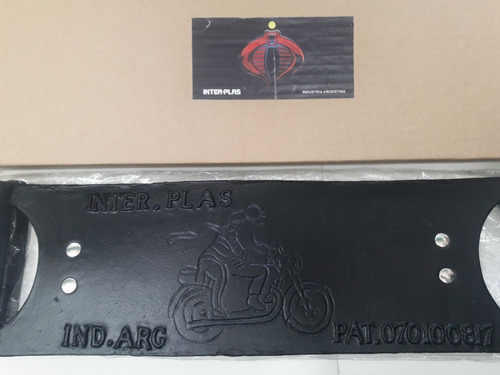 INTER-PLAS
INDUSTRIA ARGENTINA
INTER.PLAS
IND.ARG
PAT.070100817